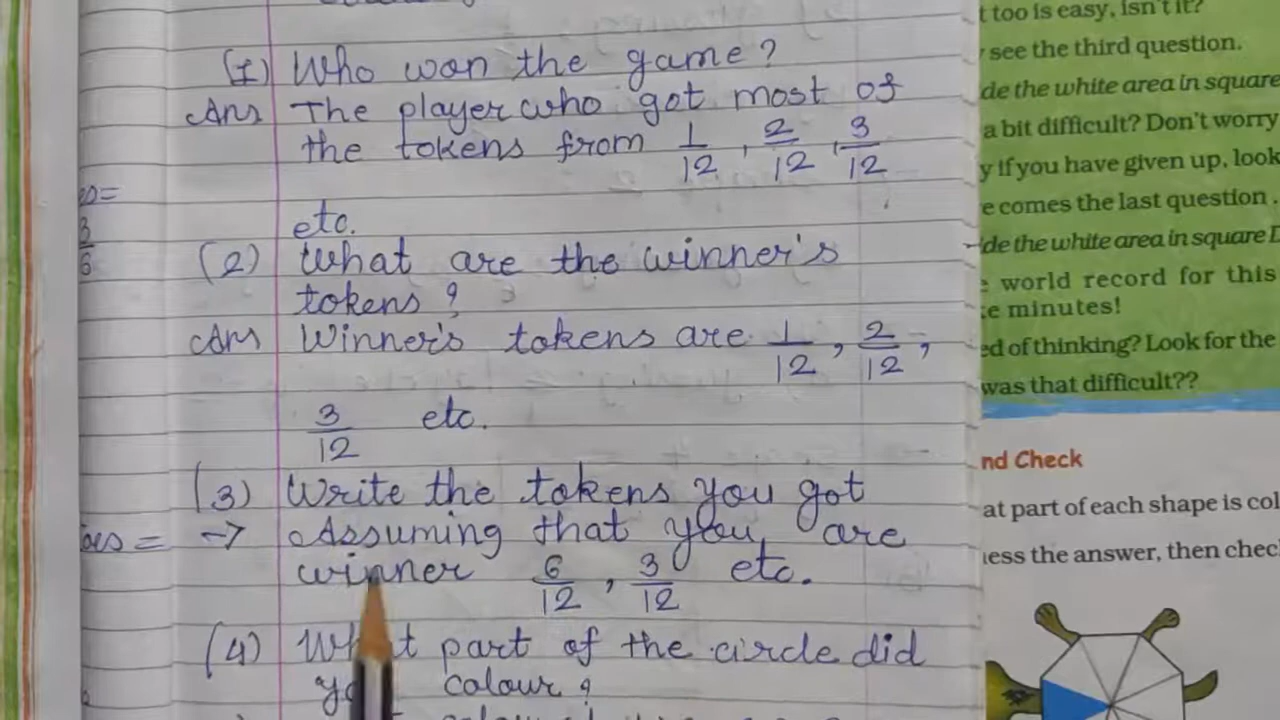 (1) Who won the game?
Ans The player who got most of
the tokens from 1/12, 2/12, 3/12
etc.
(2) What are the winner's
tokens?
Ans Winner's tokens are 1/12, 2/12,
3/12 etc.
(3) Write the tokens you got
→ Assuming that you are
winner 6/12, 3/12 etc.
(4) What part of the circle did
colour?
3/6
t too is easy, isn't it?
see the third question.
de the white area in square
a bit difficult? Don't worry
y if you have given up, look
e comes the last question.
de the white area in square D
world record for this
e minutes!
ed of thinking? Look for the
was that difficult??
nd Check
at part of each shape is col
ess the answer, then chec